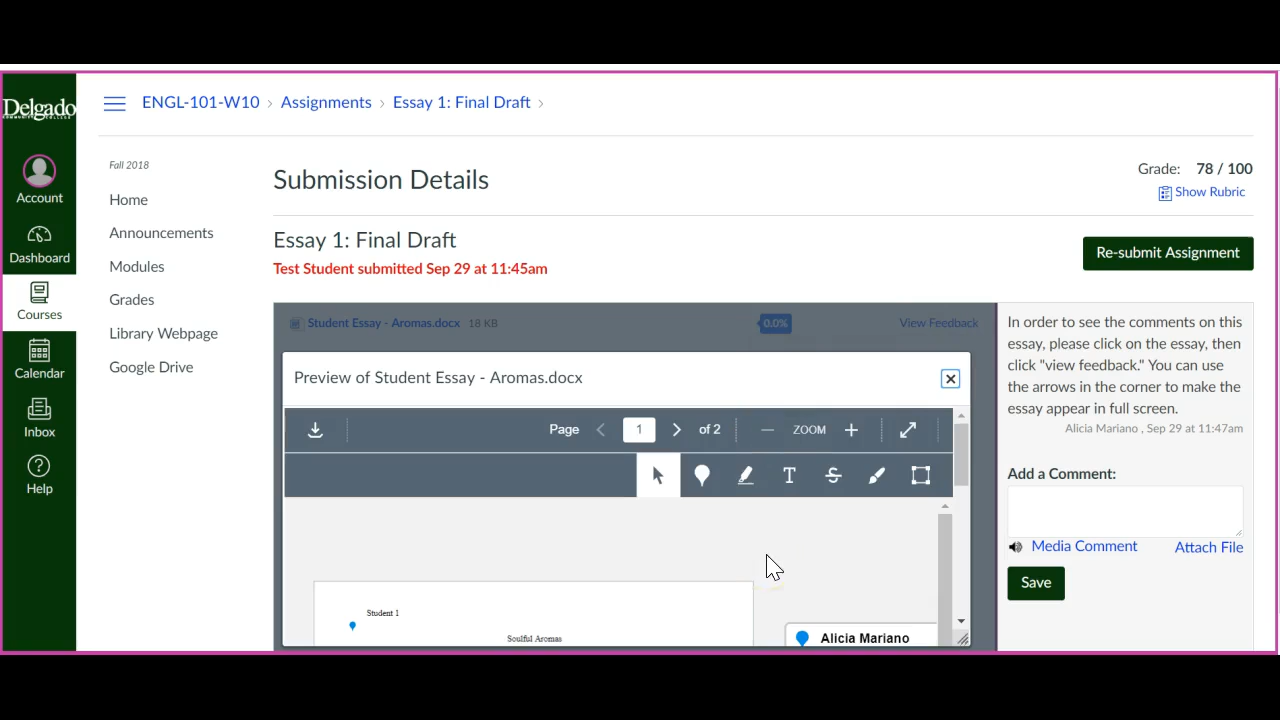 Delgado
Account
Dashboard
Courses
Calendar
Inbox
Help
ENGL-101-W10 › Assignments › Essay 1: Final Draft ›
Fall 2018
Home
Announcements
Modules
Grades
Library Webpage
Google Drive
Submission Details
Grade: 78 / 100
Show Rubric
Essay 1: Final Draft
Test Student submitted Sep 29 at 11:45am
Re-submit Assignment
Student Essay - Aromas.docx 18 KB 0.0% View Feedback
Preview of Student Essay - Aromas.docx
Page 1 of 2 ZOOM
T S
Student 1
Soulful Aromas
Alicia Mariano
In order to see the comments on this
essay, please click on the essay, then
click "view feedback." You can use
the arrows in the corner to make the
essay appear in full screen.
Alicia Mariano , Sep 29 at 11:47am
Add a Comment:
Media Comment Attach File
Save